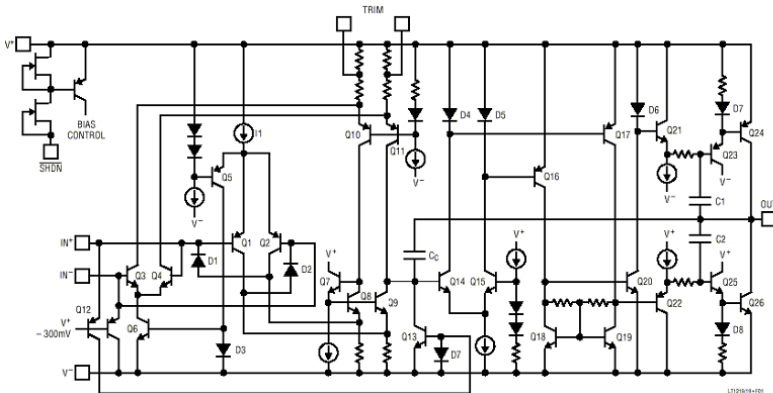 TRIM
V+
BIAS
CONTROL
SHDN
I1
Q5
V−
Q10
Q11
V−
D4
D5
Q16
Q17
D6
Q21
V−
D7
Q24
Q23
V−
C1
OUT
IN+
IN−
Q3
Q4
D1
Q1
Q2
D2
V+
Q7
Q8
Q9
CC
Q14
Q15
V+
Q20
V+
Q22
C2
V+
Q25
Q26
Q12
V+
−300mV
Q6
D3
Q13
D7
Q18
Q19
D8
V−
LT1218/19•F01